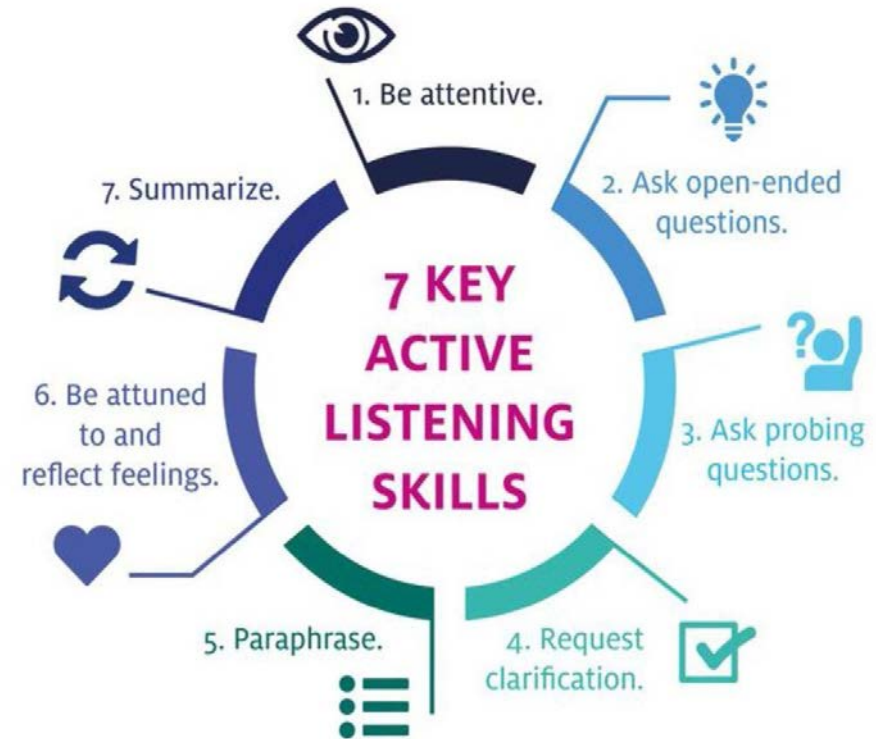 7 KEY
ACTIVE
LISTENING
SKILLS
1. Be attentive.
2. Ask open-ended
questions.
3. Ask probing
questions.
4. Request
clarification.
5. Paraphrase.
6. Be attuned
to and
reflect feelings.
7. Summarize.
?